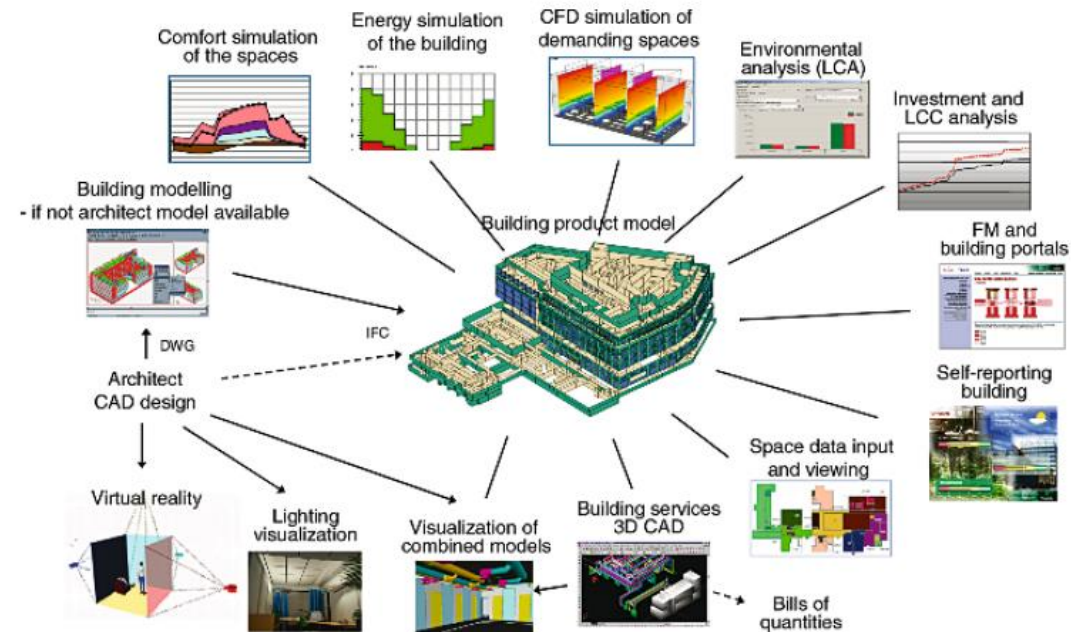 Comfort simulation
of the spaces
Energy simulation
of the building
CFD simulation of
demanding spaces
Environmental
analysis (LCA)
Investment and
LCC analysis
Building modelling
- if not architect model available
Building product model
FM and
building portals
IFC
DWG
Architect
CAD design
Self-reporting
building
Space data input
and viewing
Virtual reality
Lighting
visualization
Visualization of
combined models
Building services
3D CAD
Bills of
quantities